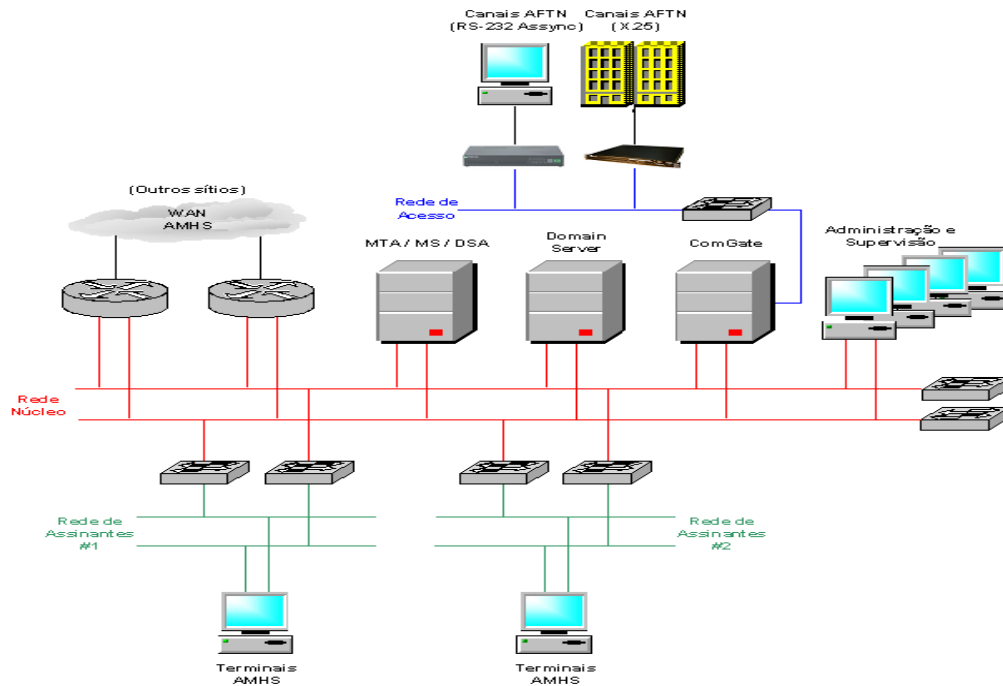 Canais AFTN
(RS-232 Assync)
Canais AFTN
(X.25)
(Outros sítios)
WAN
AMHS
Rede de
Acesso
MTA / MS / DSA
Domain
Server
ComGate
Administração e
Supervisão
Rede
Núcleo
Rede de
Assinantes
#1
Rede de
Assinantes
#2
Terminais
AMHS
Terminais
AMHS